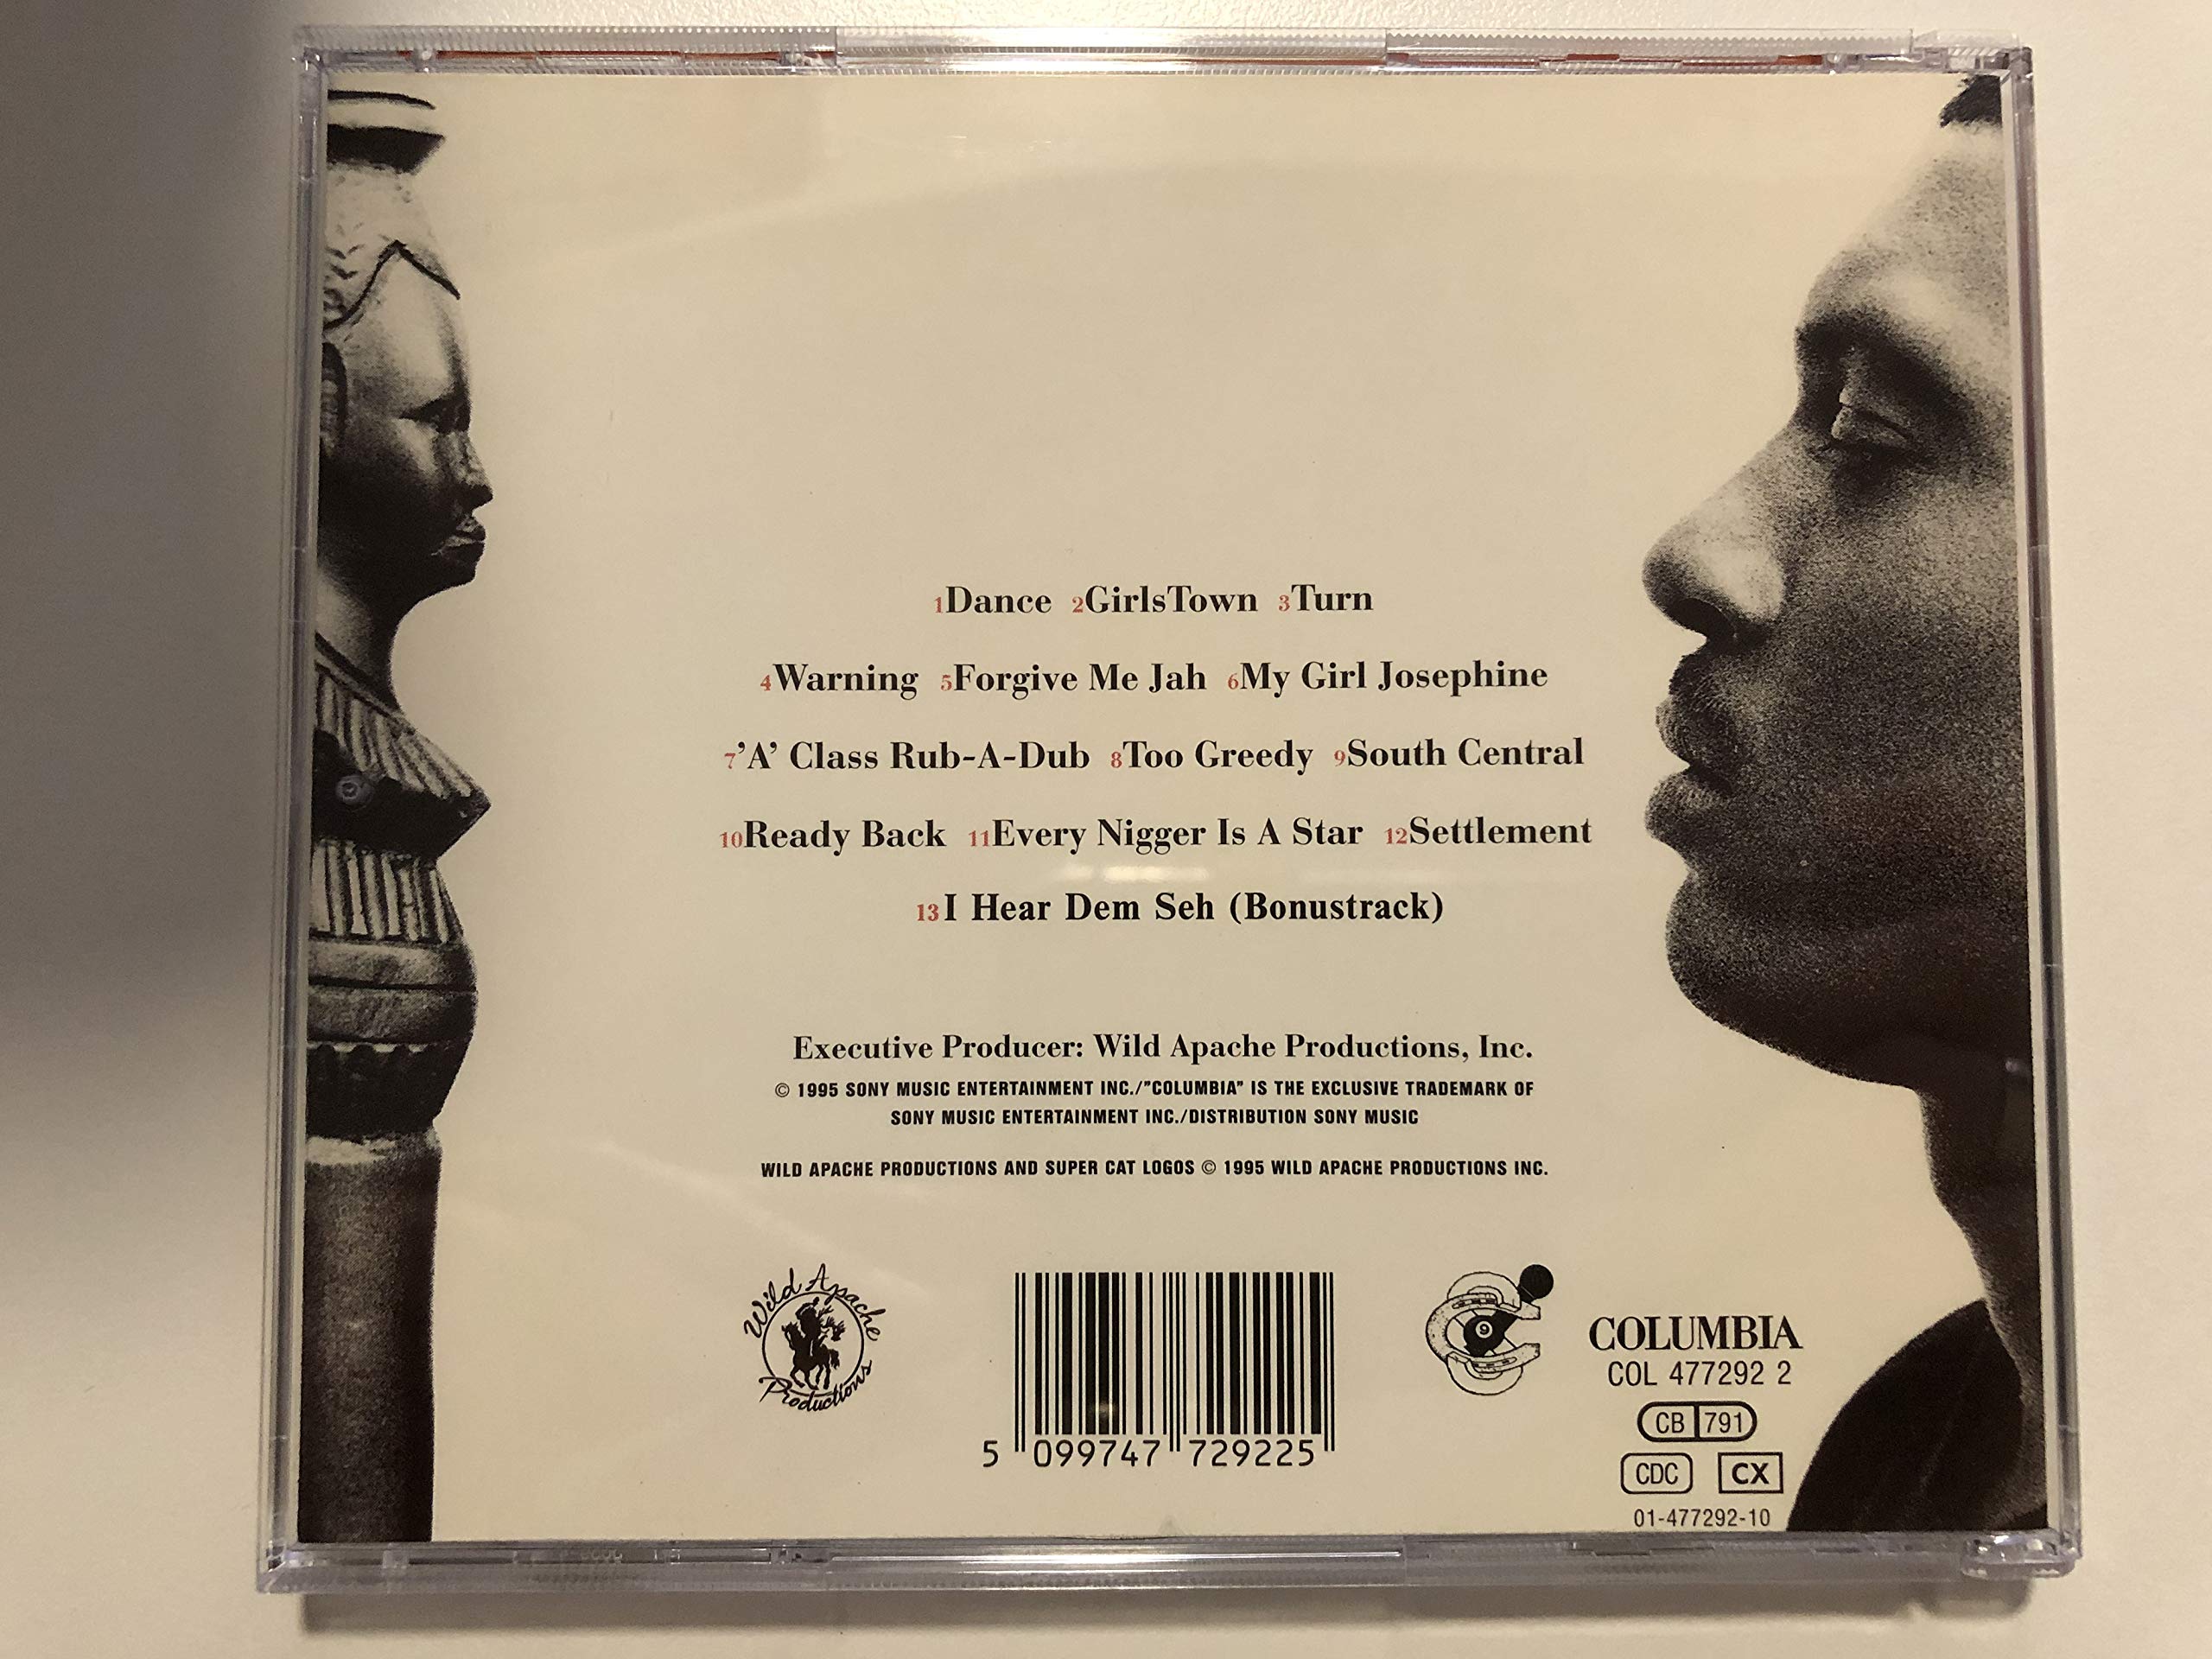 1Dance 2GirlsTown 3Turn
4Warning 5Forgive Me Jah 6My Girl Josephine
7'A' Class Rub-A-Dub 8Too Greedy 9South Central
10Ready Back 11Every Nigger Is A Star 12Settlement
13I Hear Dem Seh (Bonustrack)
Executive Producer: Wild Apache Productions, Inc.
© 1995 SONY MUSIC ENTERTAINMENT INC./"COLUMBIA" IS THE EXCLUSIVE TRADEMARK OF
SONY MUSIC ENTERTAINMENT INC./DISTRIBUTION SONY MUSIC
WILD APACHE PRODUCTIONS AND SUPER CAT LOGOS © 1995 WILD APACHE PRODUCTIONS INC.
Wild Apache
Productions
5 099747 729225
9
COLUMBIA
COL 477292 2
CB 791
CDC CX
01-477292-10